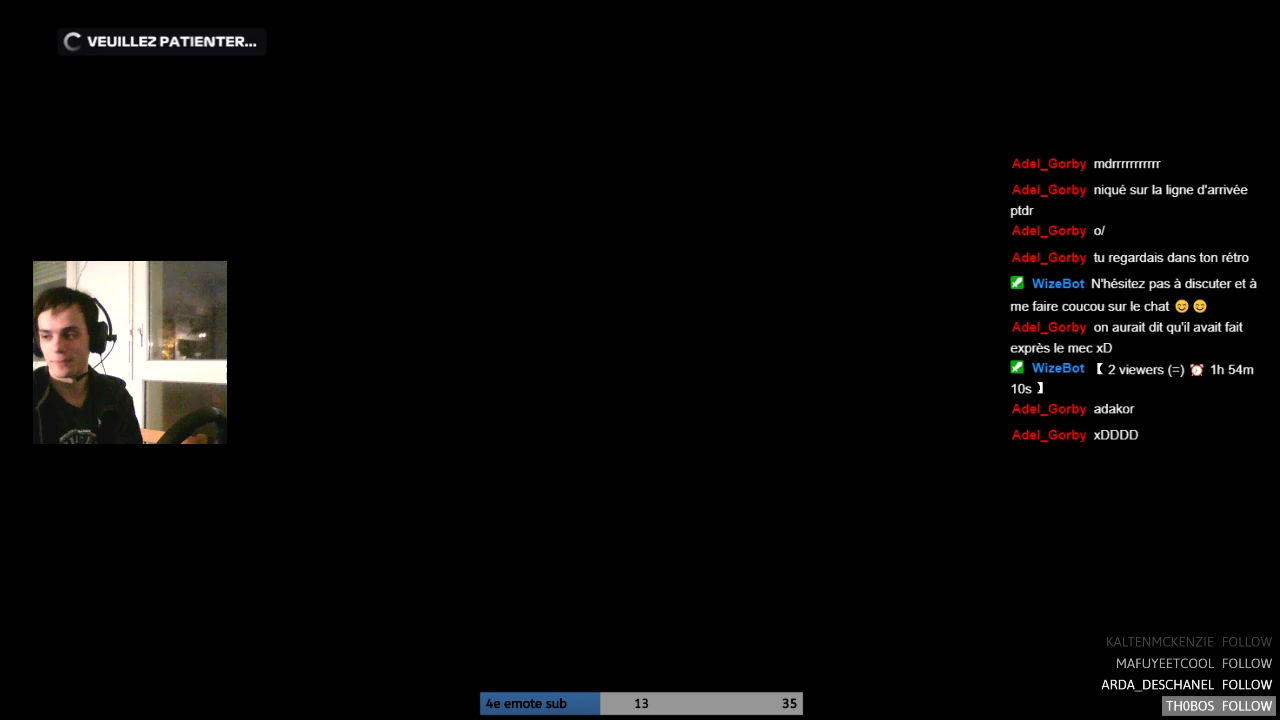 VEUILLEZ PATIENTER...
Adel_Gorby mdrrrrrrrrrr
Adel_Gorby niqué sur la ligne d'arrivée
ptdr
Adel_Gorby o/
Adel_Gorby tu regardais dans ton rétro
WizeBot N'hésitez pas à discuter et à
me faire coucou sur le chat 😊 😊
Adel_Gorby on aurait dit qu'il avait fait
exprès le mec xD
WizeBot 【 2 viewers (=) ⏰ 1h 54m
10s 】
Adel_Gorby adakor
Adel_Gorby xDDDD
KALTENMCKENZIE FOLLOW
MAFUYEETCOOL FOLLOW
ARDA_DESCHANEL FOLLOW
TH0BOS FOLLOW
4e emote sub 13 35